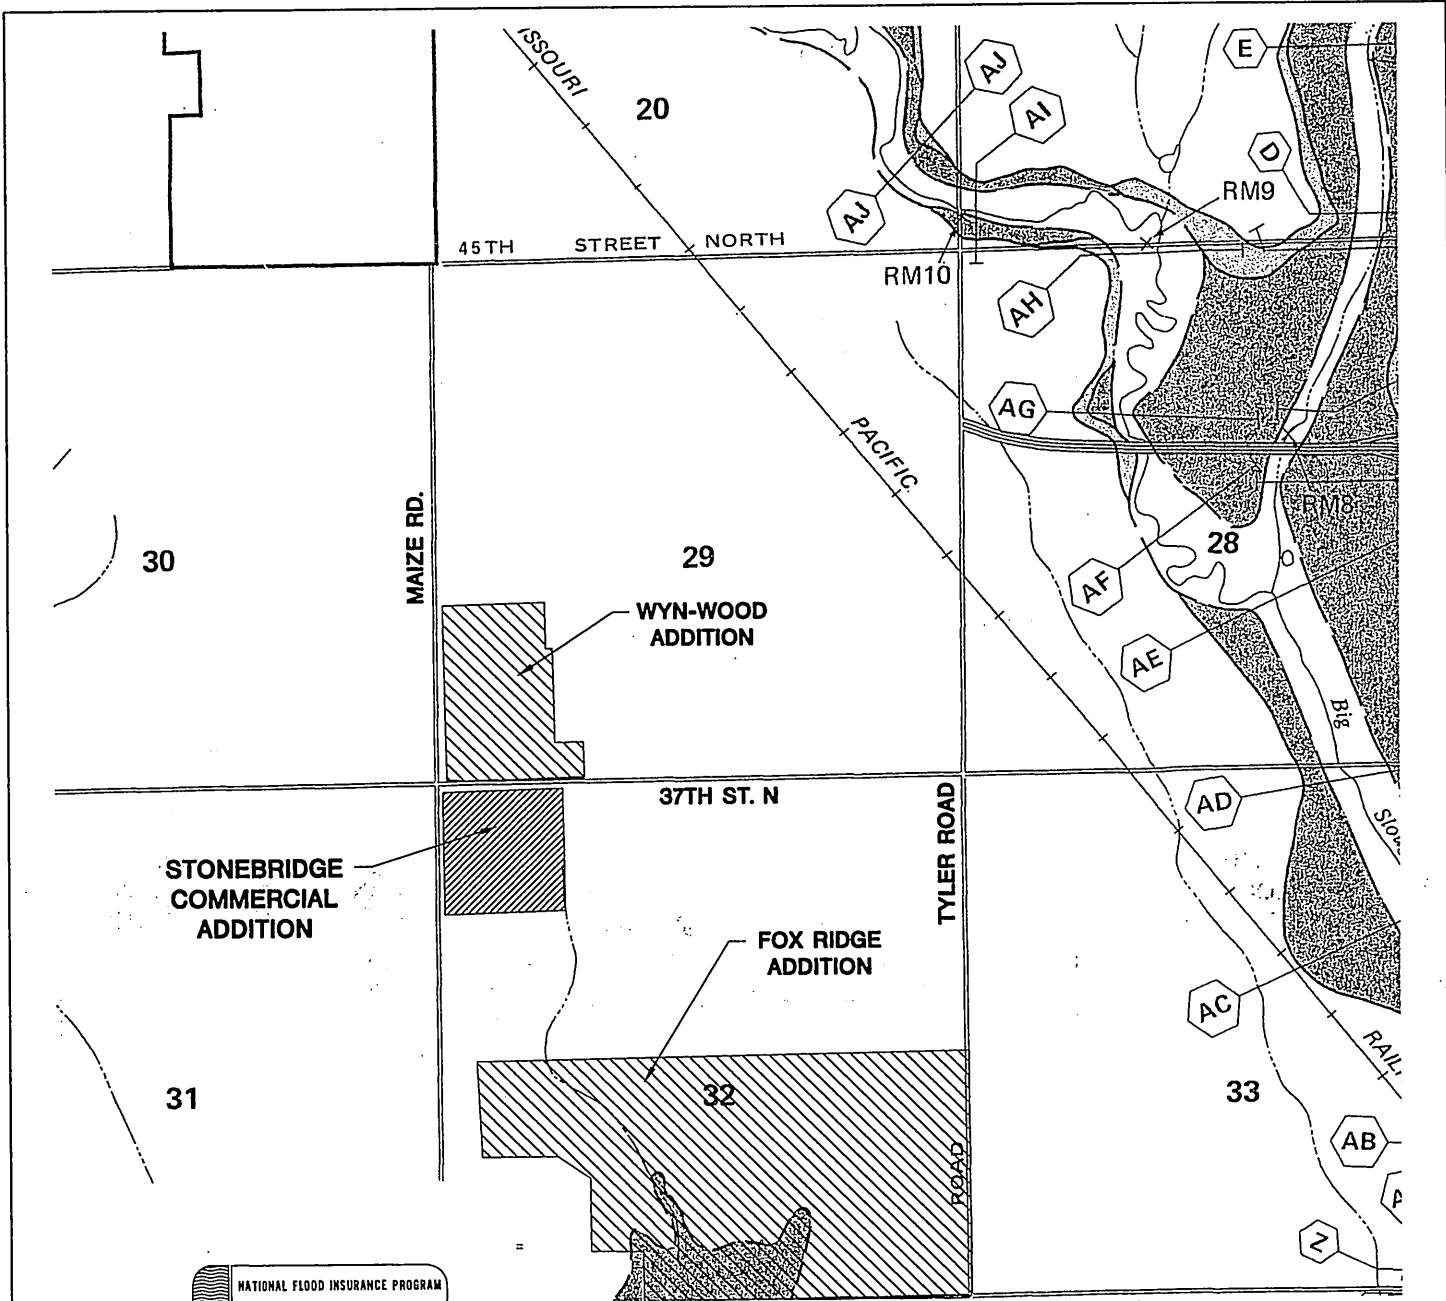 ISSOURI
20
AJ
AI
E
D
RM9
AJ
45TH STREET NORTH
RM10
AH
AG
PACIFIC
MAIZE RD.
RM8
30
29
28
AF
WYN-WOOD
ADDITION
AE
Big
37TH ST. N
AD
TYLER ROAD
STONEBRIDGE
COMMERCIAL
ADDITION
FOX RIDGE
ADDITION
AC
31
32
33
ROAD
AB
Z
NATIONAL FLOOD INSURANCE PROGRAM